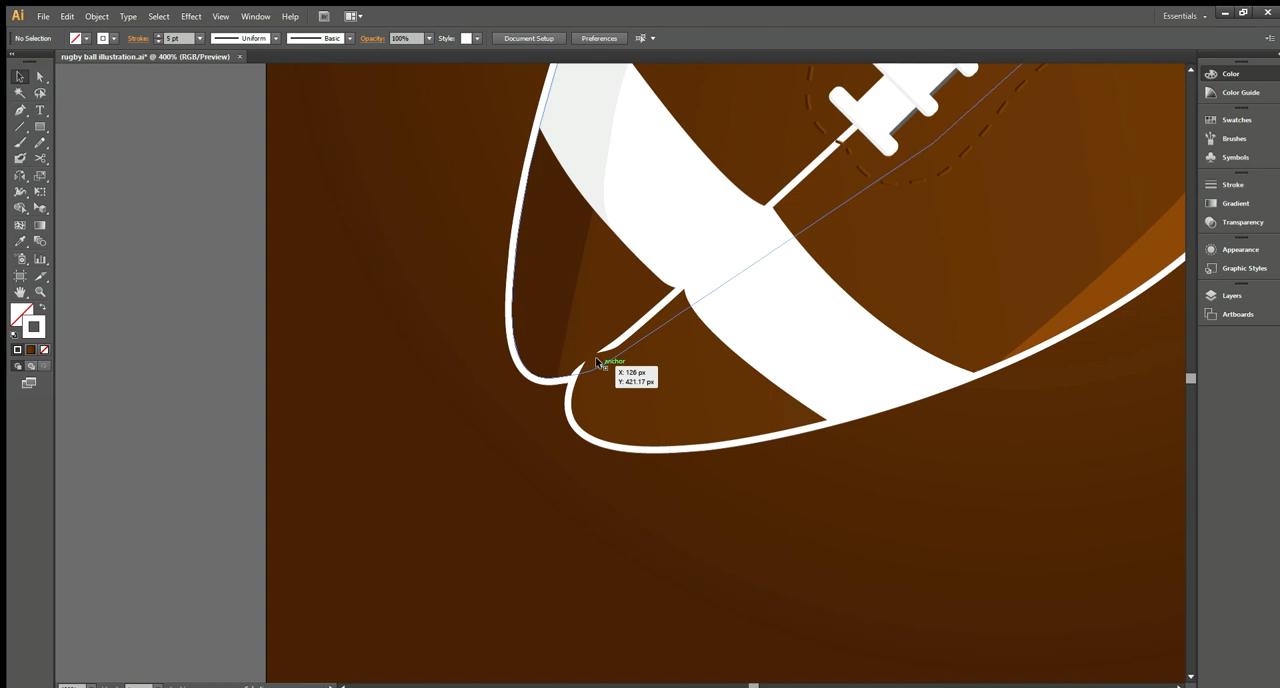 Ai File Edit Object Type Select Effect View Window Help Essentials
No Selection Stroke: 5 pt Uniform Basic Opacity: 100% Style: Document Setup Preferences
rugby ball illustration.ai* @ 400% (RGB/Preview) ×
Color
Color Guide
Swatches
Brushes
Symbols
Stroke
Gradient
Transparency
Appearance
Graphic Styles
Layers
Artboards
anchor
X: 126 px
Y: 421.17 px